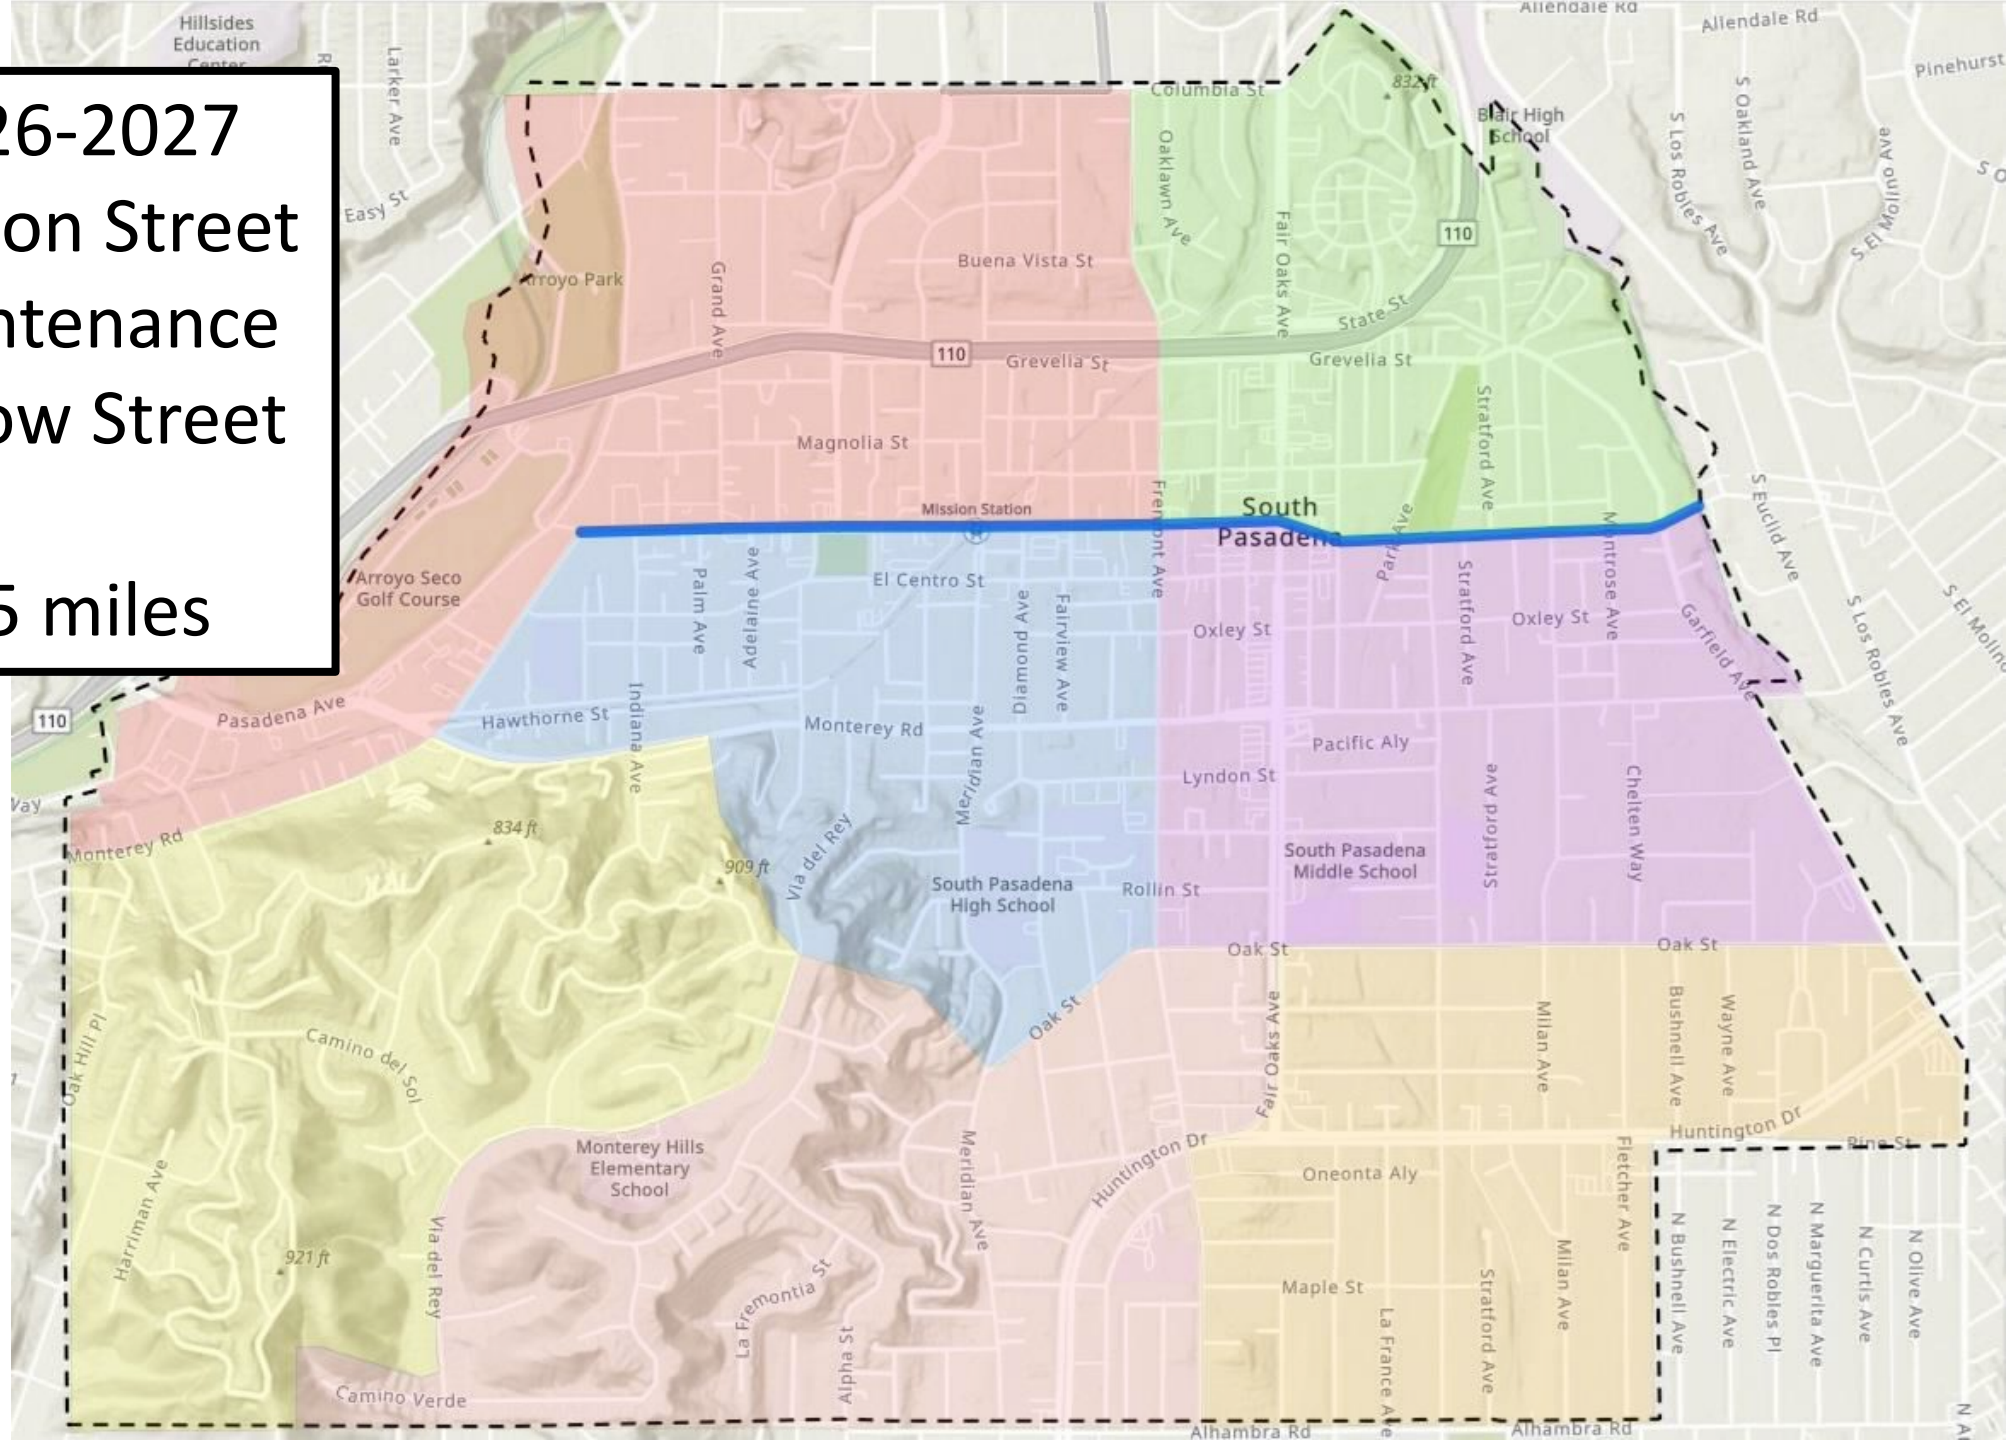 Hillsides
Education
Center
Larker Ave
Easy St
26-2027
on Street
ntenance
ow Street
5 miles
Allendale Rd
Allendale Rd
Pinehurst
832 ft
Columbia St
Blair High
School
Oaklawn Ave
Fair Oaks Ave
S Los Robles Ave
S Oakland Ave
S El Molino Ave
Arroyo Park
Grand Ave
Buena Vista St
110
State St
110
Grevelia St
Grevelia St
Magnolia St
Stratford Ave
Mission Station
Fremont Ave
South
Pasadena
Park Ave
Montrose Ave
S Euclid Ave
S Los Robles Ave
S El Molino
Arroyo Seco
Golf Course
Palm Ave
Adelaine Ave
El Centro St
Diamond Ave
Fairview Ave
Oxley St
Stratford Ave
Oxley St
Garfield Ave
110
Pasadena Ave
Hawthorne St
Indiana Ave
Monterey Rd
Meridian Ave
Pacific Aly
Lyndon St
Stratford Ave
Chelten Way
Way
Monterey Rd
834 ft
909 ft
Via del Rey
South Pasadena
High School
Rollin St
South Pasadena
Middle School
Oak St
Oak St
Oak St
Oak Hill Pl
Camino del Sol
Fair Oaks Ave
Milan Ave
Bushnell Ave
Wayne Ave
Huntington Dr
Pine St
Monterey Hills
Elementary
School
Meridian Ave
Huntington Dr
Oneonta Aly
Fletcher Ave
Harriman Ave
921 ft
Via del Rey
La Fremontia St
Alpha St
Maple St
La France Ave
Stratford Ave
Milan Ave
N Bushnell Ave
N Electric Ave
N Dos Robles Pl
N Marguerita Ave
N Curtis Ave
N Olive Ave
Camino Verde
Alhambra Rd
Alhambra Rd